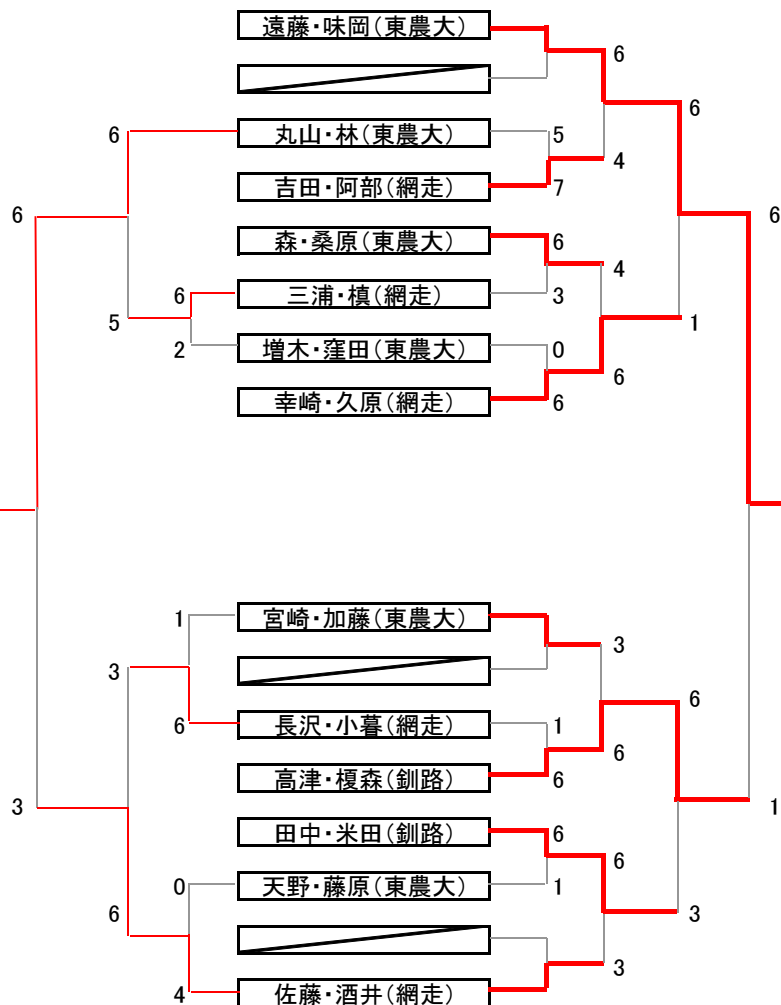 遠藤・味岡(東農大)
6
6
6
丸山・林(東農大)
5
4
吉田・阿部(網走)
7
6
6
森・桑原(東農大)
6
4
6
三浦・槙(網走)
3
5
1
2
増木・窪田(東農大)
0
6
幸崎・久原(網走)
6
1
宮崎・加藤(東農大)
3
3
6
6
長沢・小暮(網走)
1
6
高津・榎森(釧路)
6
3
1
田中・米田(釧路)
6
6
0
天野・藤原(東農大)
1
6
3
3
4
佐藤・酒井(網走)